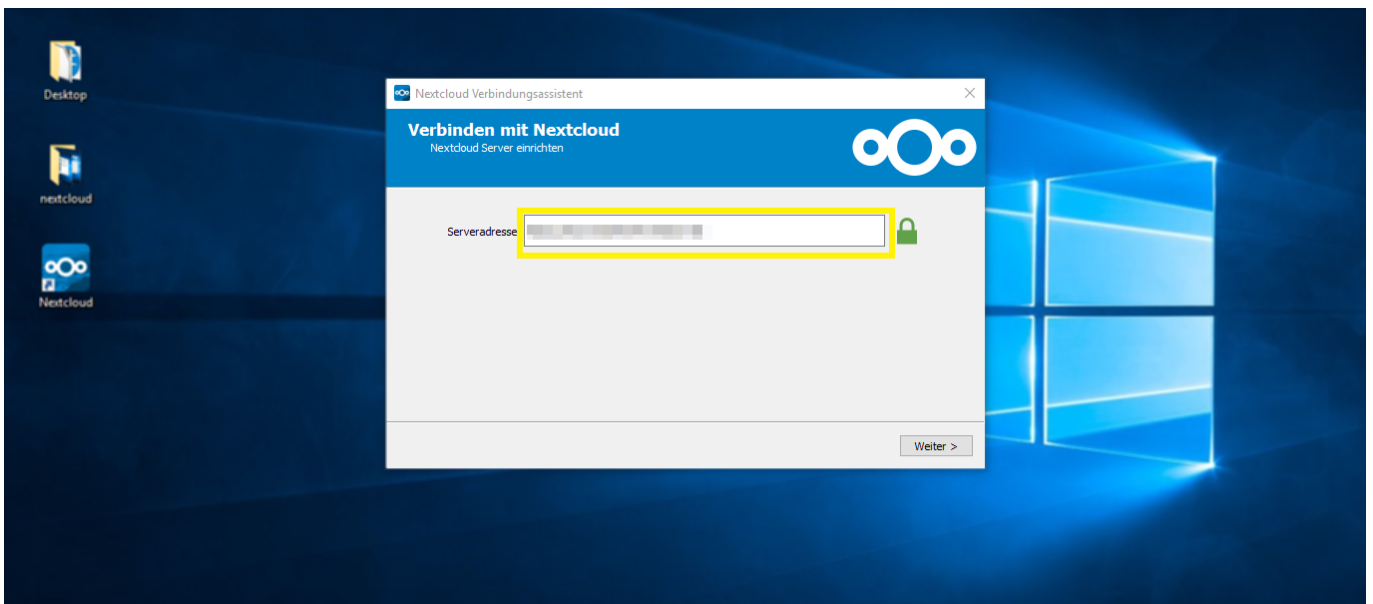 Desktop
nextcloud
Nextcloud
Nextcloud Verbindungsassistent
Verbinden mit Nextcloud
Nextcloud Server einrichten
Serveradresse
Weiter >